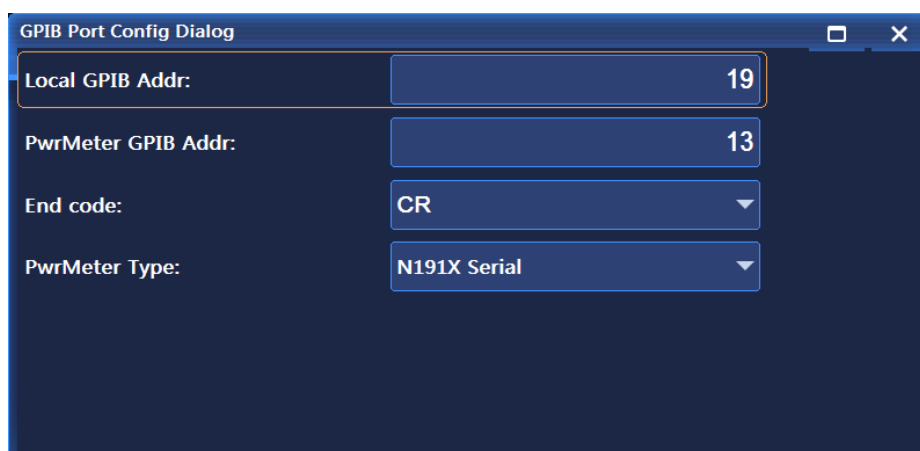 GPIB Port Config Dialog
Local GPIB Addr: 19
PwrMeter GPIB Addr: 13
End code: CR
PwrMeter Type: N191X Serial